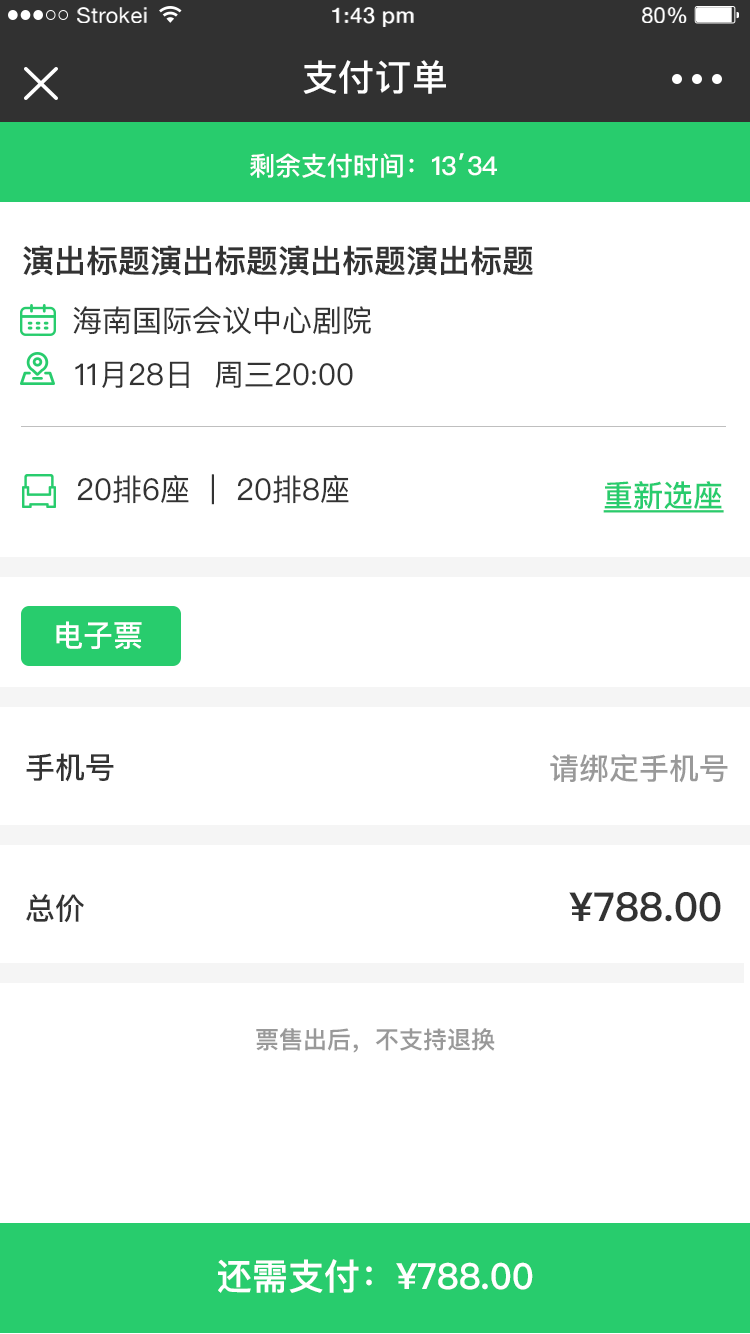 Strokei 1:43 pm 80%
支付订单
剩余支付时间：13′34
演出标题演出标题演出标题演出标题
海南国际会议中心剧院
11月28日 周三20:00
20排6座 | 20排8座 重新选座
电子票
手机号 请绑定手机号
总价 ¥788.00
票售出后，不支持退换
还需支付：¥788.00